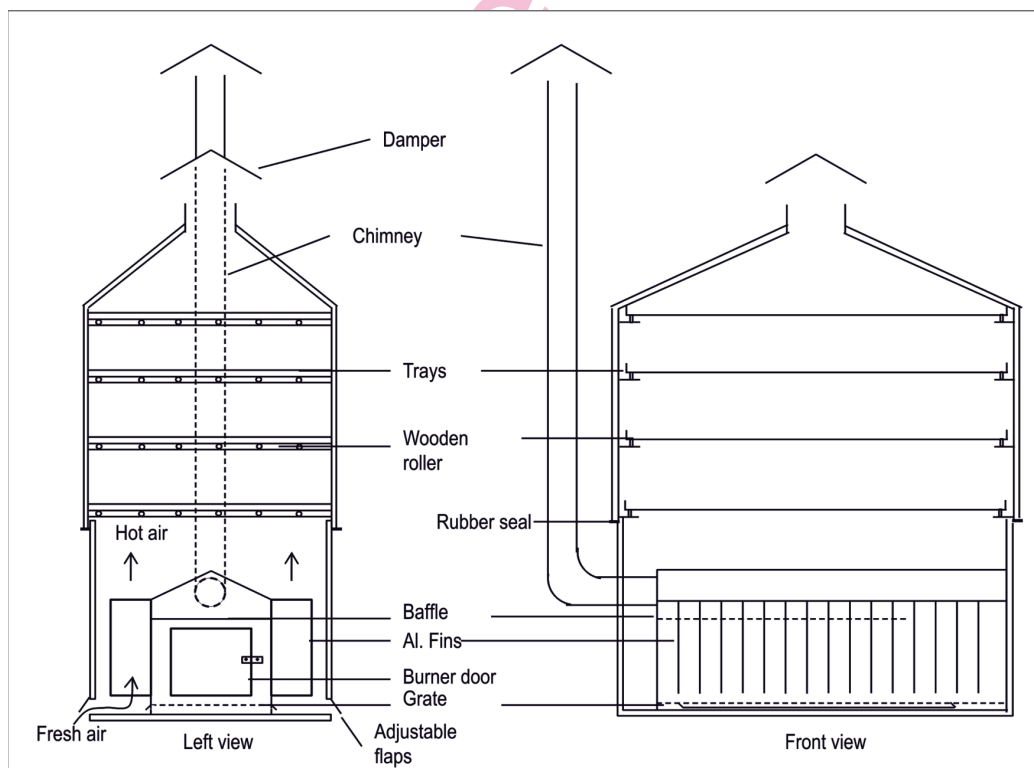 Damper
Chimney
Trays
Wooden
roller
Rubber seal
Hot air
Baffle
Al. Fins
Burner door
Grate
Fresh air
Adjustable
flaps
Left view
Front view